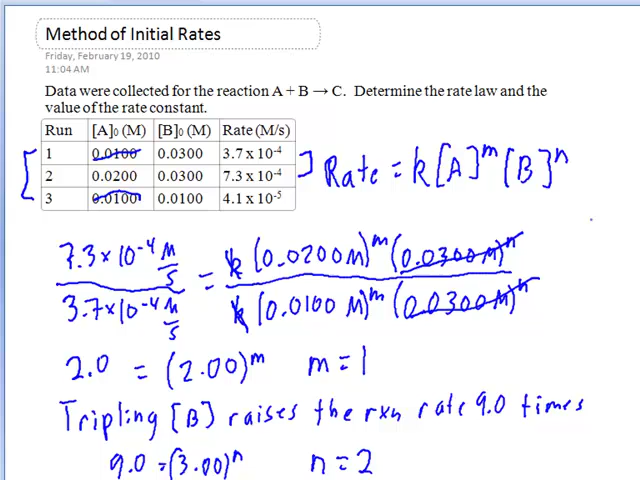 Method of Initial Rates
Friday, February 19, 2010
11:04 AM
Data were collected for the reaction A + B → C. Determine the rate law and the
value of the rate constant.
Run [A]₀ (M) [B]₀ (M) Rate (M/s)
1 0.0100 0.0300 3.7 x 10⁻⁴
2 0.0200 0.0300 7.3 x 10⁻⁴
3 0.0100 0.0100 4.1 x 10⁻⁵
Rate = k[A]ᵐ[B]ⁿ
7.3 × 10⁻⁴ M/s = k (0.0200 M)ᵐ (0.0300 M)ⁿ
3.7 × 10⁻⁴ M/s k (0.0100 M)ᵐ (0.0300 M)ⁿ
2.0 = (2.00)ᵐ m = 1
Tripling [B] raises the rxn rate 9.0 times
9.0 = (3.00)ⁿ n = 2